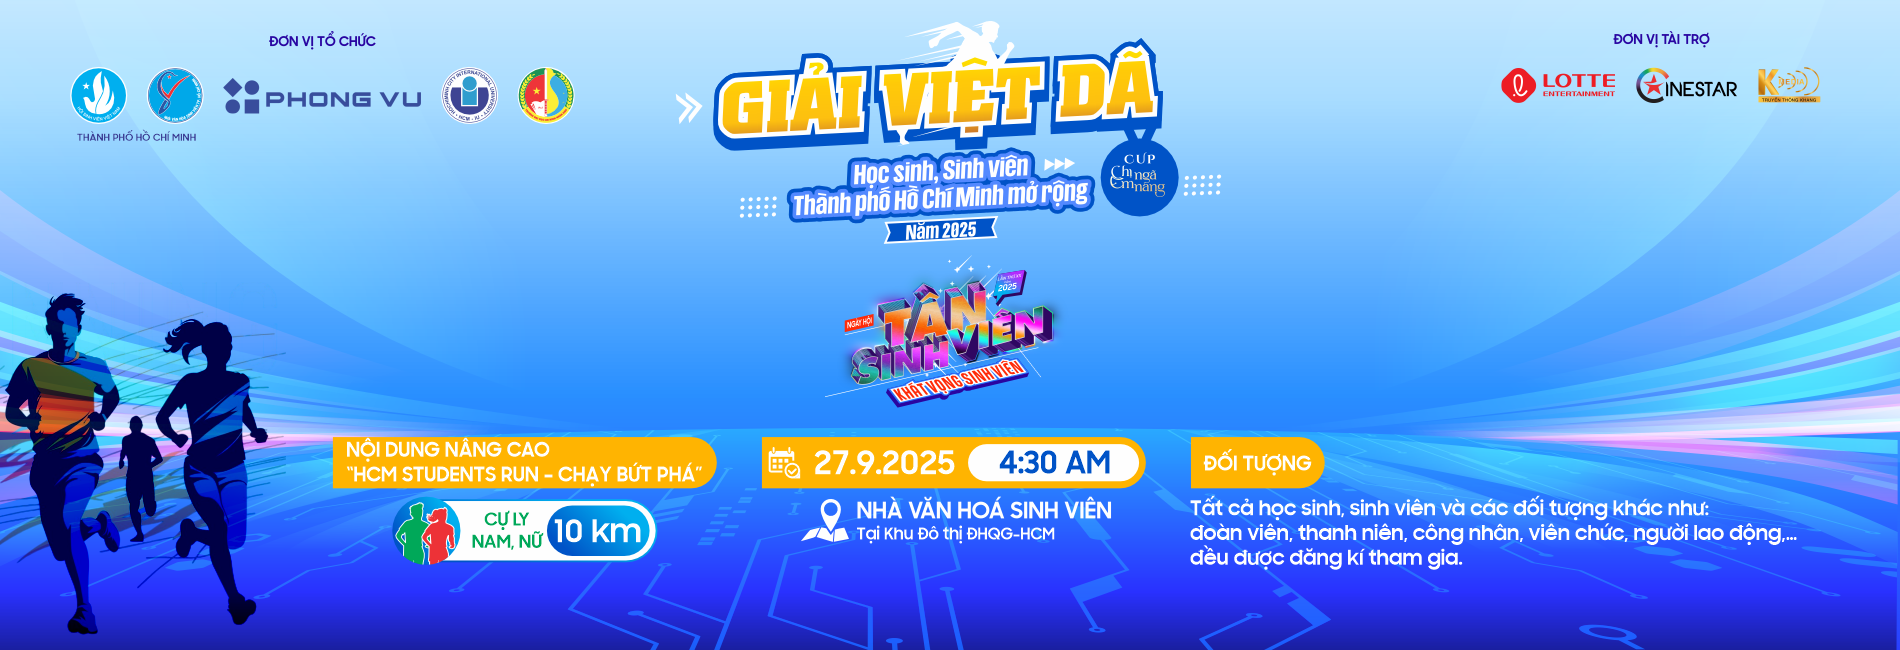 ĐƠN VỊ TỔ CHỨC
PHONG VU
THÀNH PHỐ HỒ CHÍ MINH
ĐƠN VỊ TÀI TRỢ
LOTTE
ENTERTAINMENT
CINESTAR
TRUYỀN THÔNG KHANG
GIẢI VIỆT DÃ
Học sinh, Sinh viên
Thành phố Hồ Chí Minh mở rộng
Năm 2025
CÚP
Chị ngã
Em nâng
NGÀY HỘI
TÂN
SINH VIÊN
2025
KHÁT VỌNG SINH VIÊN
NỘI DUNG NÂNG CAO
“HCM STUDENTS RUN - CHẠY BỨT PHÁ”
CỰ LY
NAM, NỮ
10 km
27.9.2025
4:30 AM
NHÀ VĂN HOÁ SINH VIÊN
Tại Khu Đô thị ĐHQG-HCM
ĐỐI TƯỢNG
Tất cả học sinh, sinh viên và các đối tượng khác như:
đoàn viên, thanh niên, công nhân, viên chức, người lao động,...
đều được đăng kí tham gia.